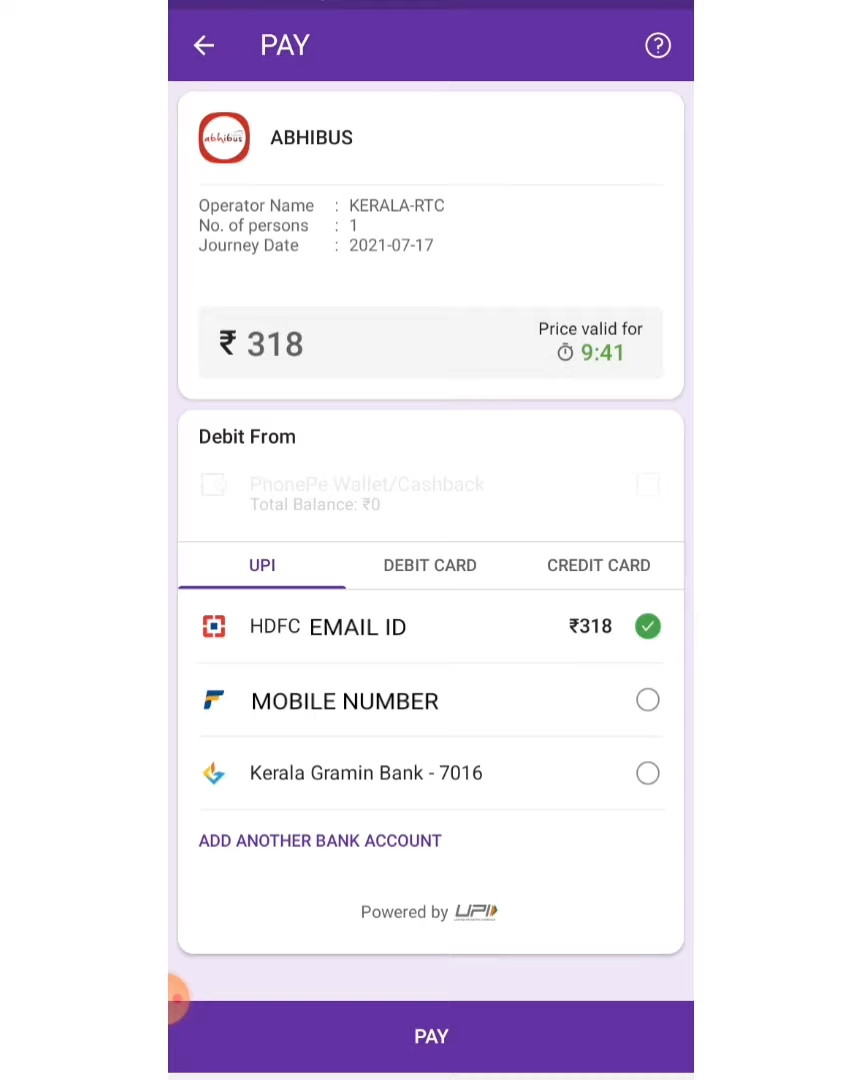 PAY
abhibus
ABHIBUS
Operator Name : KERALA-RTC
No. of persons : 1
Journey Date : 2021-07-17
₹ 318
Price valid for
9:41
Debit From
PhonePe Wallet/Cashback
Total Balance: ₹0
UPI DEBIT CARD CREDIT CARD
HDFC EMAIL ID ₹318
MOBILE NUMBER
Kerala Gramin Bank - 7016
ADD ANOTHER BANK ACCOUNT
Powered by UPI
PAY